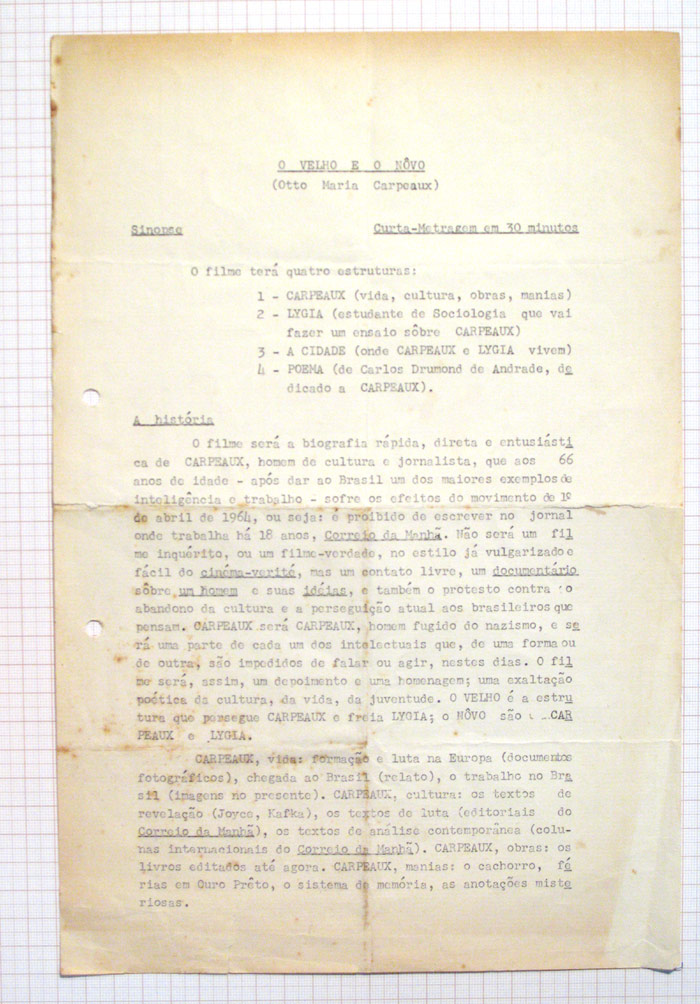 O VELHO E O NÔVO
(Otto Maria Carpeaux)
Sinopse Curta-Metragem em 30 minutos
O filme terá quatro estruturas:
1 - CARPEAUX (vida, cultura, obras, manias)
2 - LYGIA (estudante de Sociologia que vai
fazer um ensaio sôbre CARPEAUX)
3 - A CIDADE (onde CARPEAUX e LYGIA vivem)
4 - POEMA (de Carlos Drumond de Andrade, de
dicado a CARPEAUX).
A história
O filme será a biografia rápida, direta e entusiásti
ca de CARPEAUX, homem de cultura e jornalista, que aos 66
anos de idade - após dar ao Brasil um dos maiores exemplos de
inteligência e trabalho - sofre os efeitos do movimento de 1º
de abril de 1964, ou seja: é proibido de escrever no jornal
onde trabalha há 18 anos, Correio da Manhã. Não será um fil
me inquérito, ou um filme-verdade, no estilo já vulgarizado e
fácil do cinéma-verité, mas um contato livre, um documentário
sôbre um homem e suas idéias, e também o protesto contra o
abandono da cultura e a perseguição atual aos brasileiros que
pensam. CARPEAUX será CARPEAUX, homem fugido do nazismo, e se
rá uma parte de cada um dos intelectuais que, de uma forma ou
de outra, são impedidos de falar ou agir, nestes dias. O fil
me será, assim, um depoimento e uma homenagem; uma exaltação
poética da cultura, da vida, da juventude. O VELHO é a estru
tura que persegue CARPEAUX e freia LYGIA; o NÔVO são CAR
PEAUX e LYGIA.
CARPEAUX, vida: formação e luta na Europa (documentos
fotográficos), chegada ao Brasil (relato), o trabalho no Bra
sil (imagens no presente). CARPEAUX, cultura: os textos de
revelação (Joyce, Kafka), os textos de luta (editoriais do
Correio da Manhã), os textos de análise contemporânea (colu-
nas internacionais do Correio da Manhã). CARPEAUX, obras: os
livros editados até agora. CARPEAUX, manias: o cachorro, fé
rias em Ouro Prêto, o sistema de memória, as anotações miste
riosas.